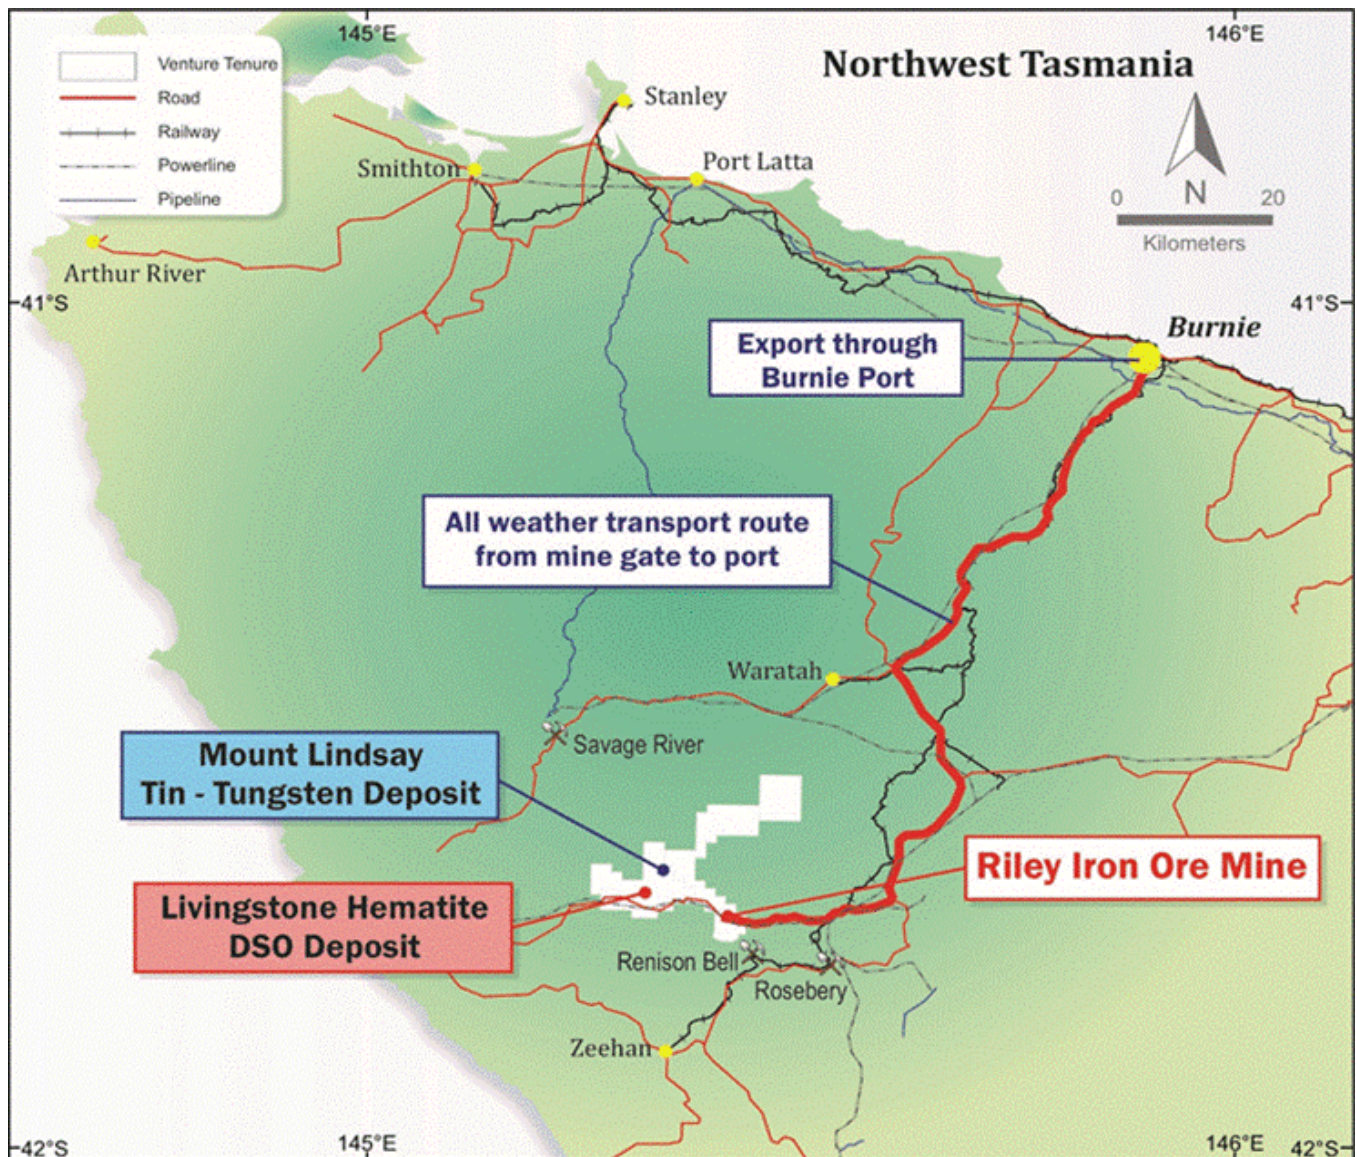 145°E
146°E
Northwest Tasmania
Venture Tenure
Road
Railway
Powerline
Pipeline
Stanley
Smithton
Port Latta
N
0 20
Kilometers
Arthur River
41°S
41°S
Burnie
Export through
Burnie Port
All weather transport route
from mine gate to port
Waratah
Savage River
Mount Lindsay
Tin - Tungsten Deposit
Riley Iron Ore Mine
Livingstone Hematite
DSO Deposit
Renison Bell
Rosebery
Zeehan
42°S
145°E
146°E
42°S